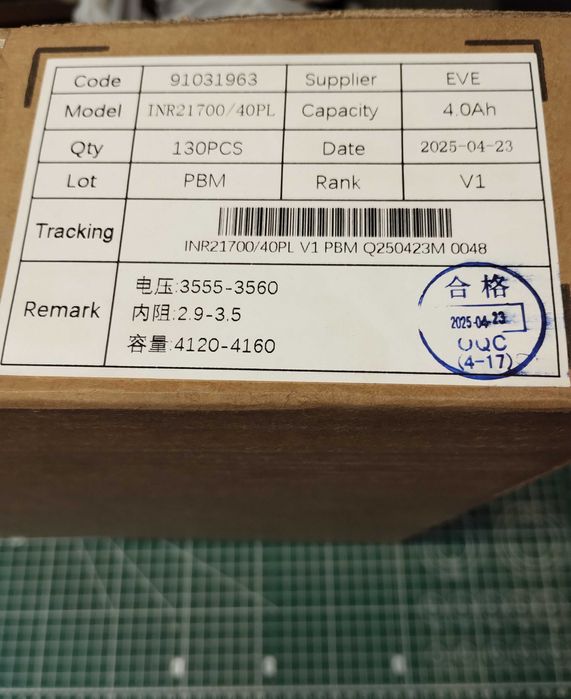 Code 91031963 Supplier EVE
Model INR21700/40PL Capacity 4.0Ah
Qty 130PCS Date 2025-04-23
Lot PBM Rank V1
Tracking INR21700/40PL V1 PBM Q250423M 0048
Remark
电压:3555-3560
内阻:2.9-3.5
容量:4120-4160
合格
2025-04-23
OQC
(4-17)